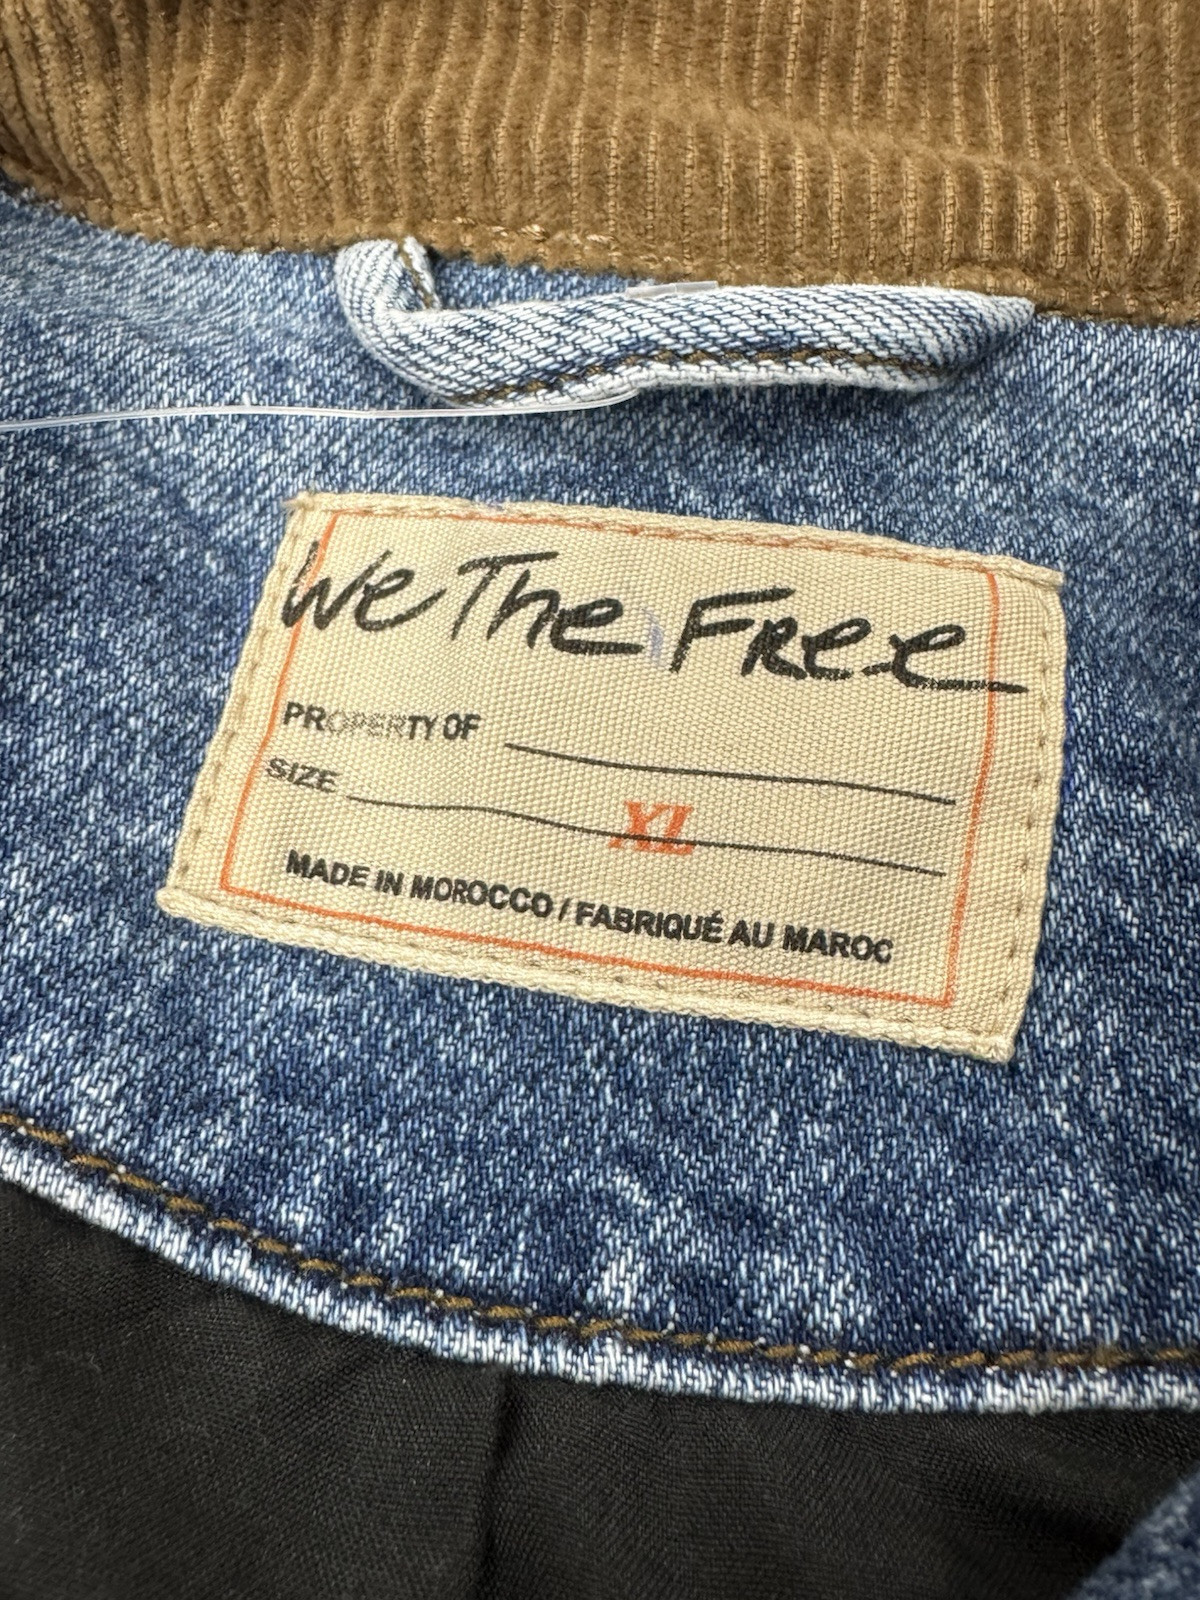 We The Free
PROPERTY OF
SIZE XL
MADE IN MOROCCO / FABRIQUÉ AU MAROC